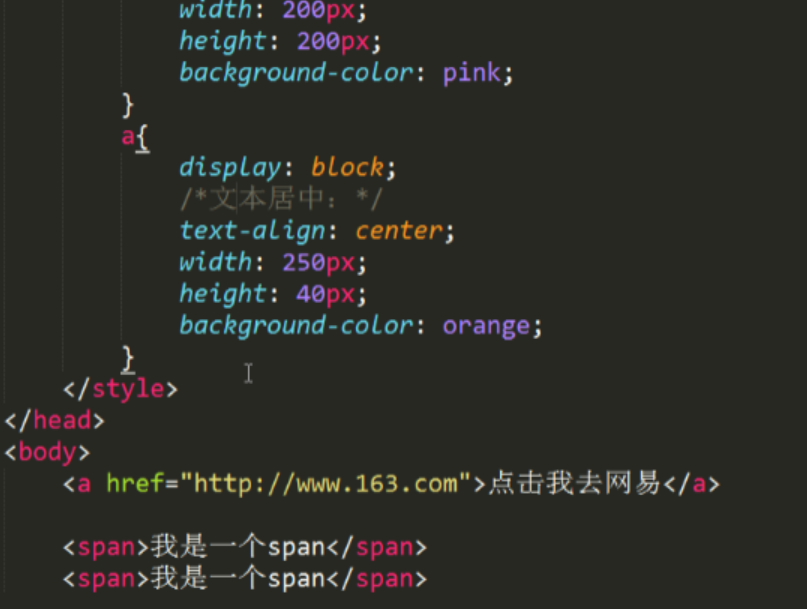 width: 200px;
height: 200px;
background-color: pink;
}
a{
display: block;
/*文本居中: */
text-align: center;
width: 250px;
height: 40px;
background-color: orange;
}
</style>
</head>
<body>
<a href="http://www.163.com">点击我去网易</a>
<span>我是一个span</span>
<span>我是一个span</span>